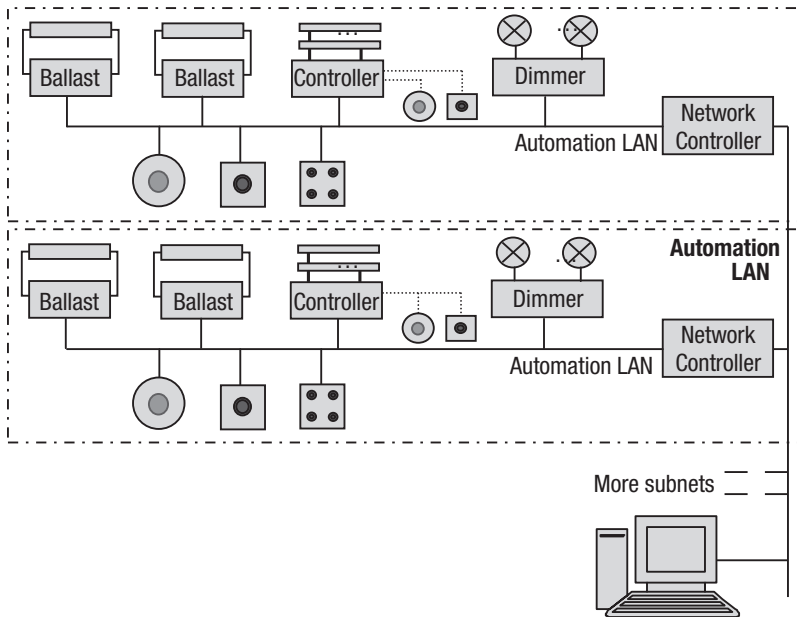 Ballast
Ballast
Controller
Dimmer
Network
Controller
Automation LAN
Automation
LAN
Ballast
Ballast
Controller
Dimmer
Network
Controller
Automation LAN
More subnets